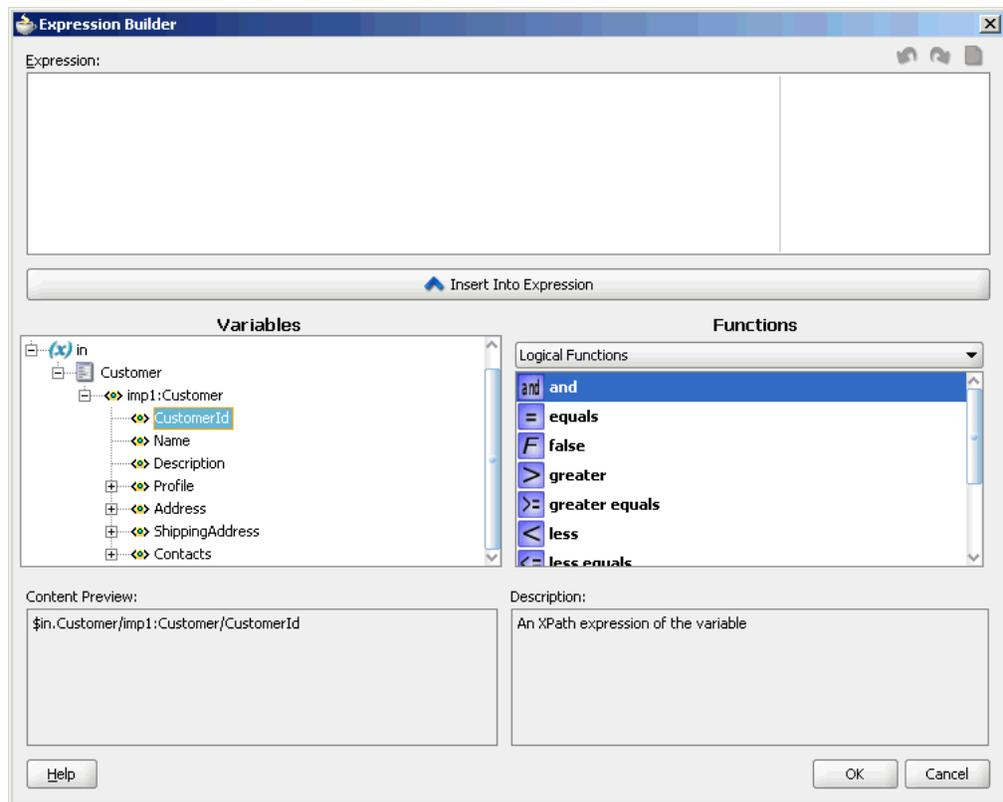 Expression Builder
Expression:
Insert Into Expression
Variables
Functions
(x) in
Customer
imp1:Customer
CustomerId
Name
Description
Profile
Address
ShippingAddress
Contacts
Logical Functions
and and
= equals
F false
> greater
>= greater equals
< less
<= less equals
Content Preview:
$in.Customer/imp1:Customer/CustomerId
Description:
An XPath expression of the variable
Help
OK
Cancel